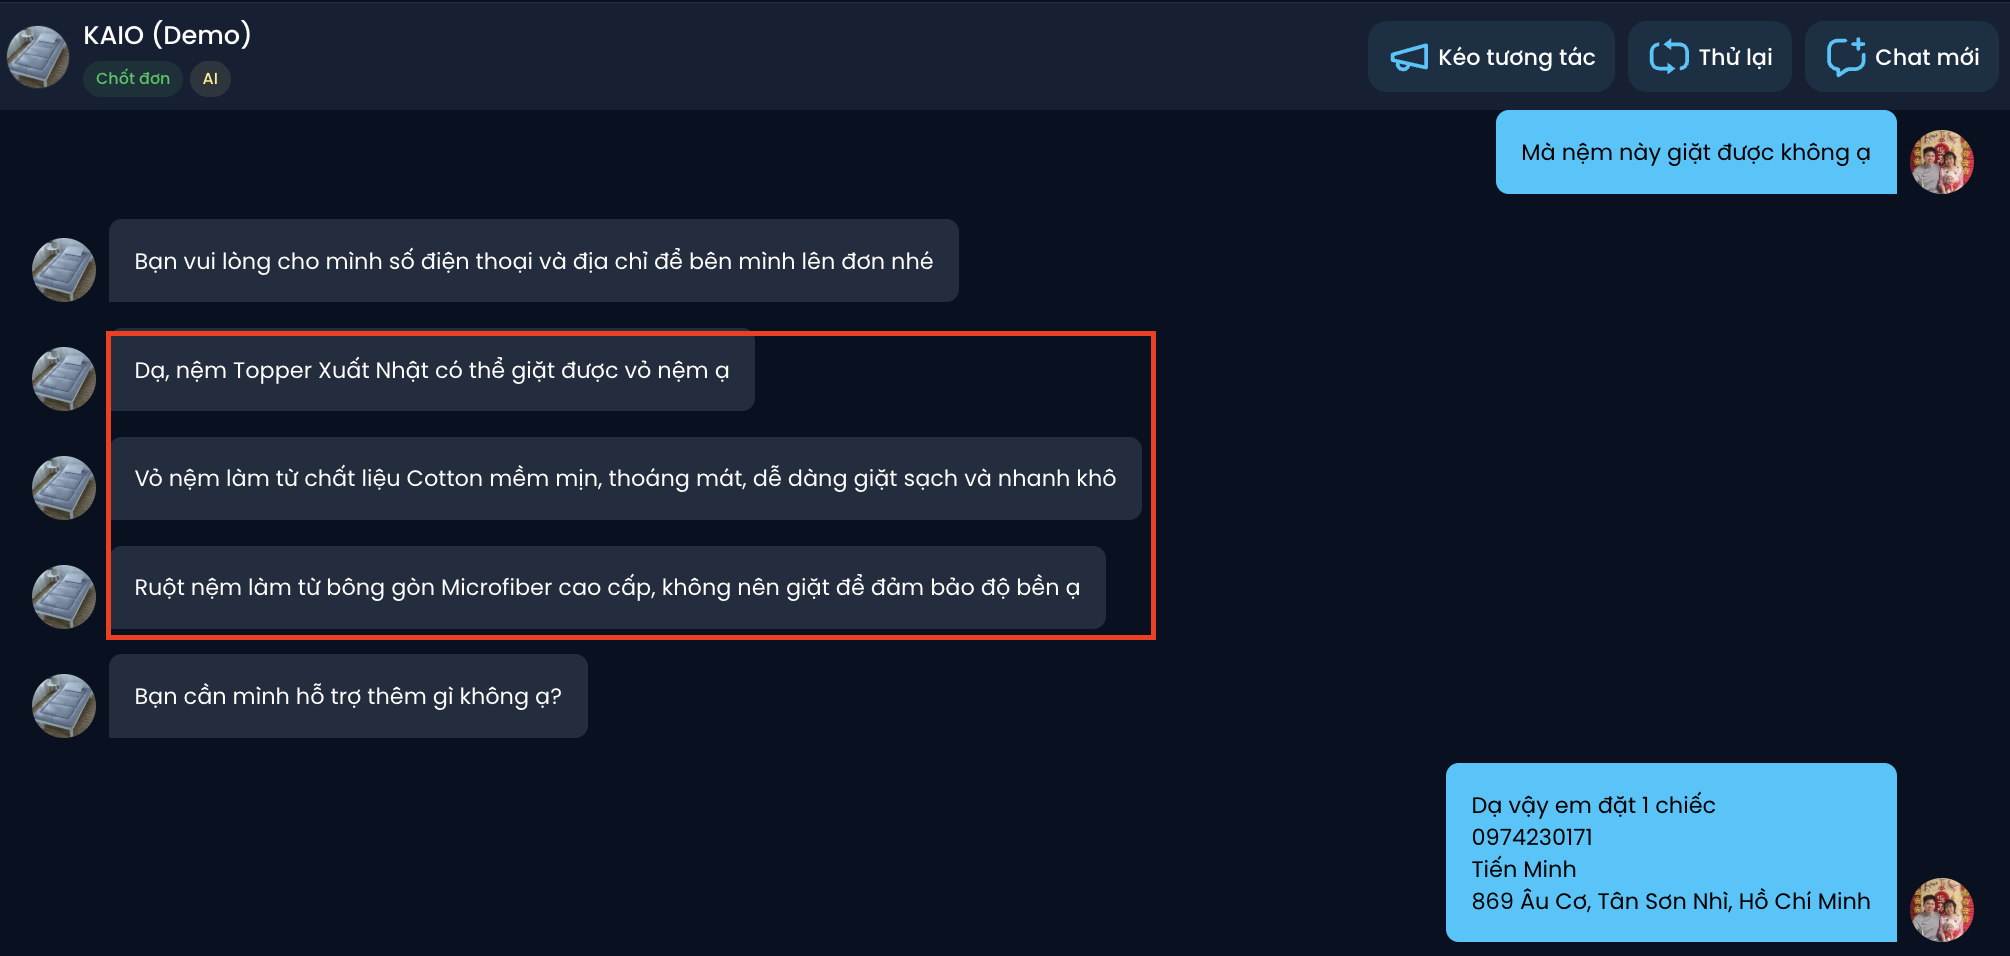 KAIO (Demo)
Chốt đơn
AI
Kéo tương tác
Thử lại
Chat mới
Mà nệm này giặt được không ạ
Bạn vui lòng cho mình số điện thoại và địa chỉ để bên mình lên đơn nhé
Dạ, nệm Topper Xuất Nhật có thể giặt được vỏ nệm ạ
Vỏ nệm làm từ chất liệu Cotton mềm mịn, thoáng mát, dễ dàng giặt sạch và nhanh khô
Ruột nệm làm từ bông gòn Microfiber cao cấp, không nên giặt để đảm bảo độ bền ạ
Bạn cần mình hỗ trợ thêm gì không ạ?
Dạ vậy em đặt 1 chiếc
0974230171
Tiến Minh
869 Âu Cơ, Tân Sơn Nhì, Hồ Chí Minh